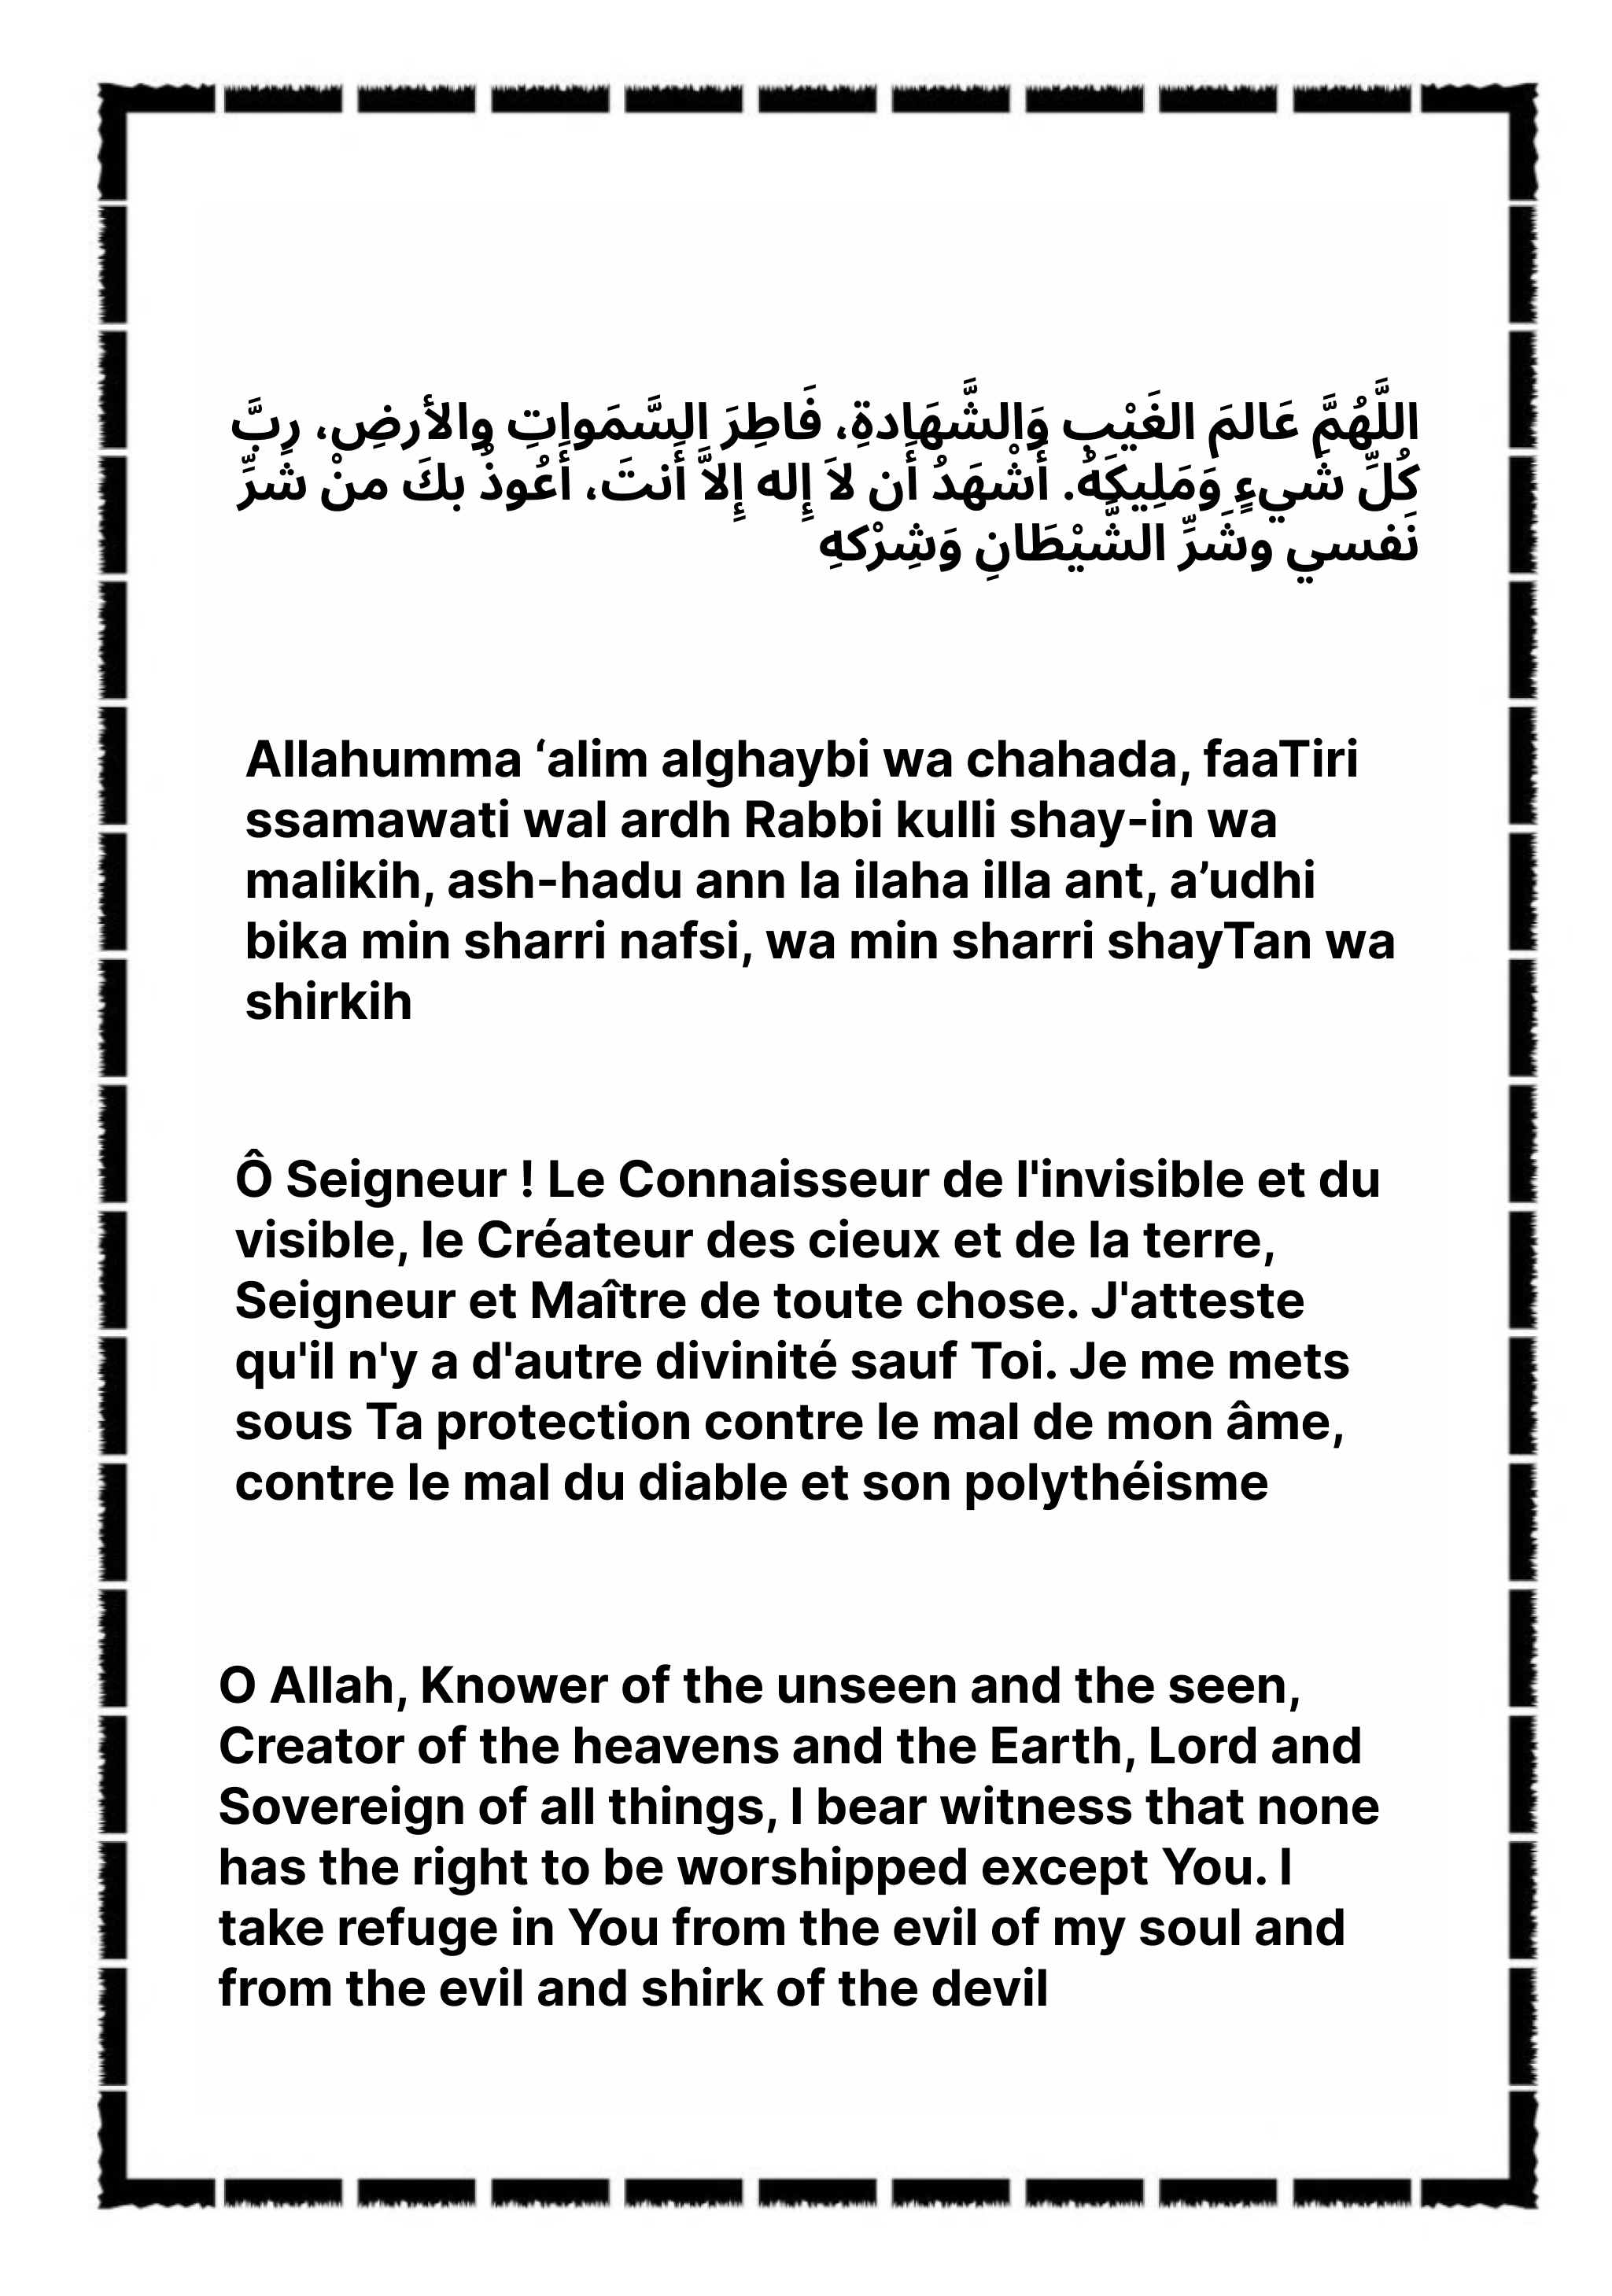 اللَّهُمَّ عَالمَ الغَيْبِ وَالشَّهَادةِ، فَاطِرَ السَّمَواتِ والأرضِ، ربَّ
كُلِّ شَيءٍ وَمَلِيكَهُ. أَشْهَدُ أَن لاَ إِله إِلاَّ أَنتَ، أَعُوذُ بكَ منْ شَرِّ
نَفسي وشَرِّ الشَّيْطَانِ وَشِرْكهِ
Allahumma ‘alim alghaybi wa chahada, faaTiri
ssamawati wal ardh Rabbi kulli shay-in wa
malikih, ash-hadu ann la ilaha illa ant, a’udhi
bika min sharri nafsi, wa min sharri shayTan wa
shirkih
Ô Seigneur ! Le Connaisseur de l'invisible et du
visible, le Créateur des cieux et de la terre,
Seigneur et Maître de toute chose. J'atteste
qu'il n'y a d'autre divinité sauf Toi. Je me mets
sous Ta protection contre le mal de mon âme,
contre le mal du diable et son polythéisme
O Allah, Knower of the unseen and the seen,
Creator of the heavens and the Earth, Lord and
Sovereign of all things, I bear witness that none
has the right to be worshipped except You. I
take refuge in You from the evil of my soul and
from the evil and shirk of the devil